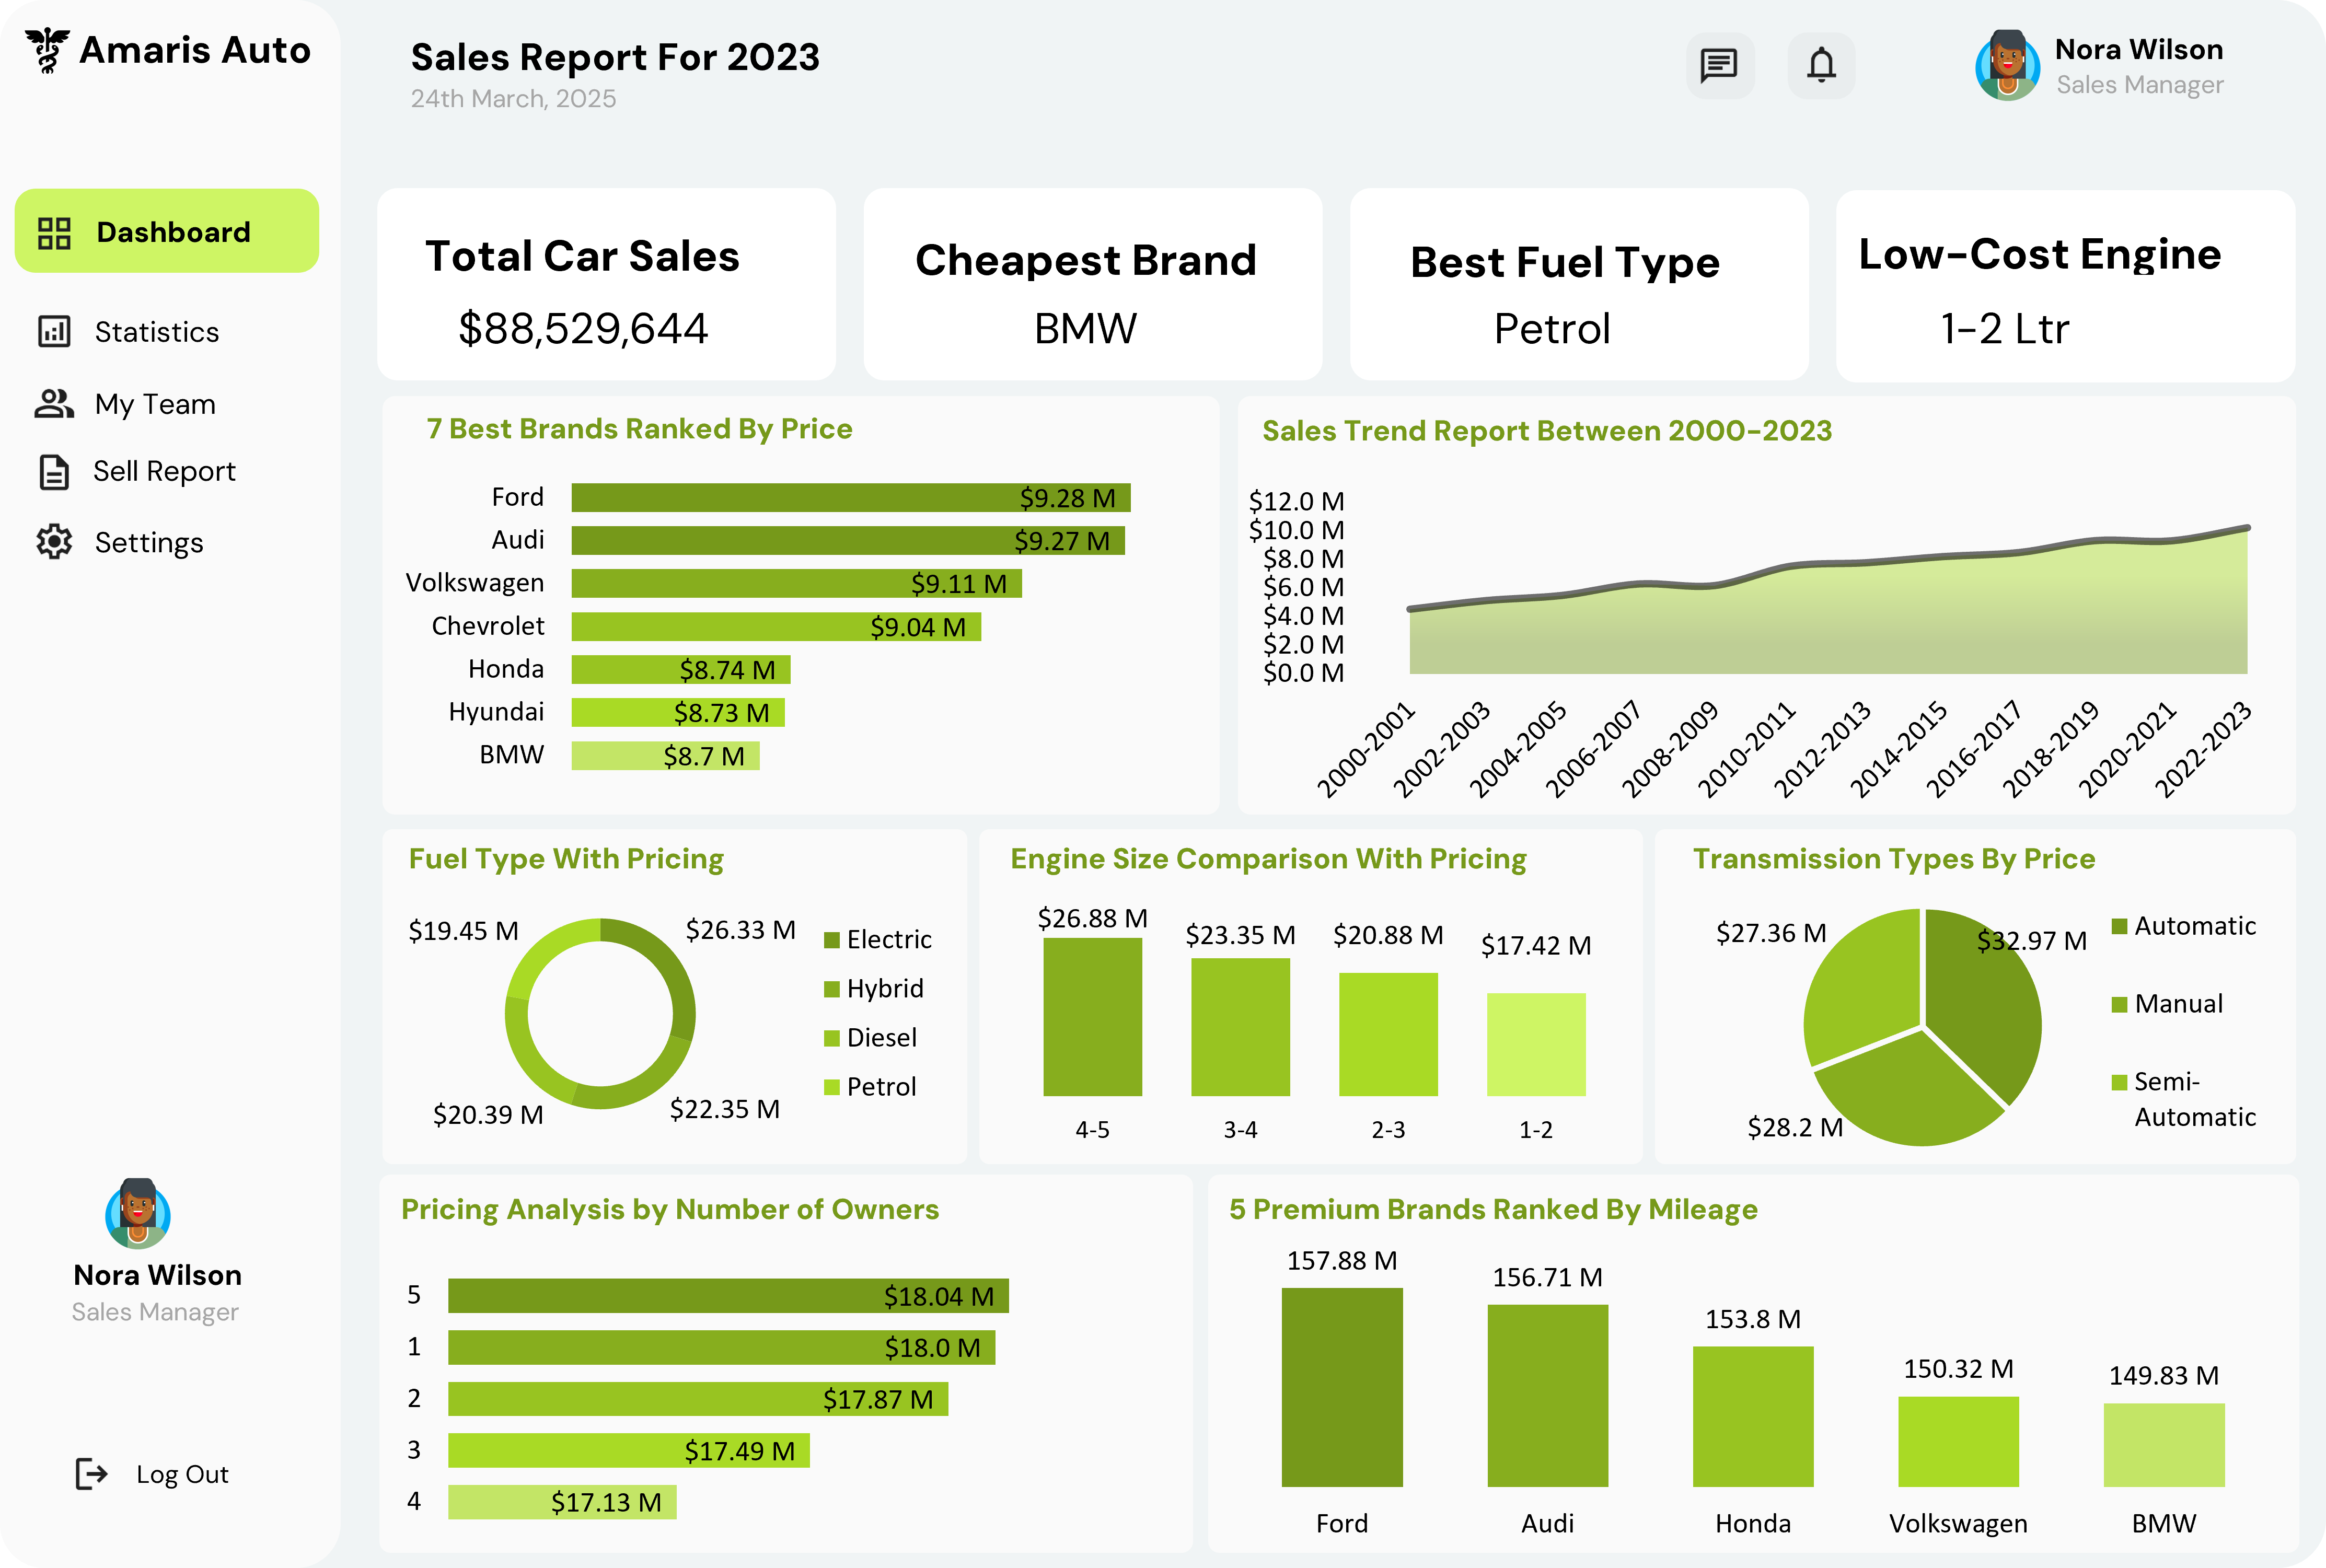 Amaris Auto
Sales Report For 2023
24th March, 2025
Nora Wilson
Sales Manager
Dashboard
Statistics
My Team
Sell Report
Settings
Nora Wilson
Sales Manager
Log Out
Total Car Sales
$88,529,644
Cheapest Brand
BMW
Best Fuel Type
Petrol
Low-Cost Engine
1-2 Ltr
7 Best Brands Ranked By Price
Ford $9.28 M
Audi $9.27 M
Volkswagen $9.11 M
Chevrolet $9.04 M
Honda $8.74 M
Hyundai $8.73 M
BMW $8.7 M
Sales Trend Report Between 2000-2023
$12.0 M
$10.0 M
$8.0 M
$6.0 M
$4.0 M
$2.0 M
$0.0 M
2000-2001 2002-2003 2004-2005 2006-2007 2008-2009 2010-2011 2012-2013 2014-2015 2016-2017 2018-2019 2020-2021 2022-2023
Fuel Type With Pricing
$19.45 M $26.33 M
$20.39 M $22.35 M
Electric
Hybrid
Diesel
Petrol
Engine Size Comparison With Pricing
$26.88 M $23.35 M $20.88 M $17.42 M
4-5 3-4 2-3 1-2
Transmission Types By Price
$27.36 M $32.97 M
$28.2 M
Automatic
Manual
Semi-
Automatic
Pricing Analysis by Number of Owners
5 $18.04 M
1 $18.0 M
2 $17.87 M
3 $17.49 M
4 $17.13 M
5 Premium Brands Ranked By Mileage
157.88 M 156.71 M 153.8 M 150.32 M 149.83 M
Ford Audi Honda Volkswagen BMW